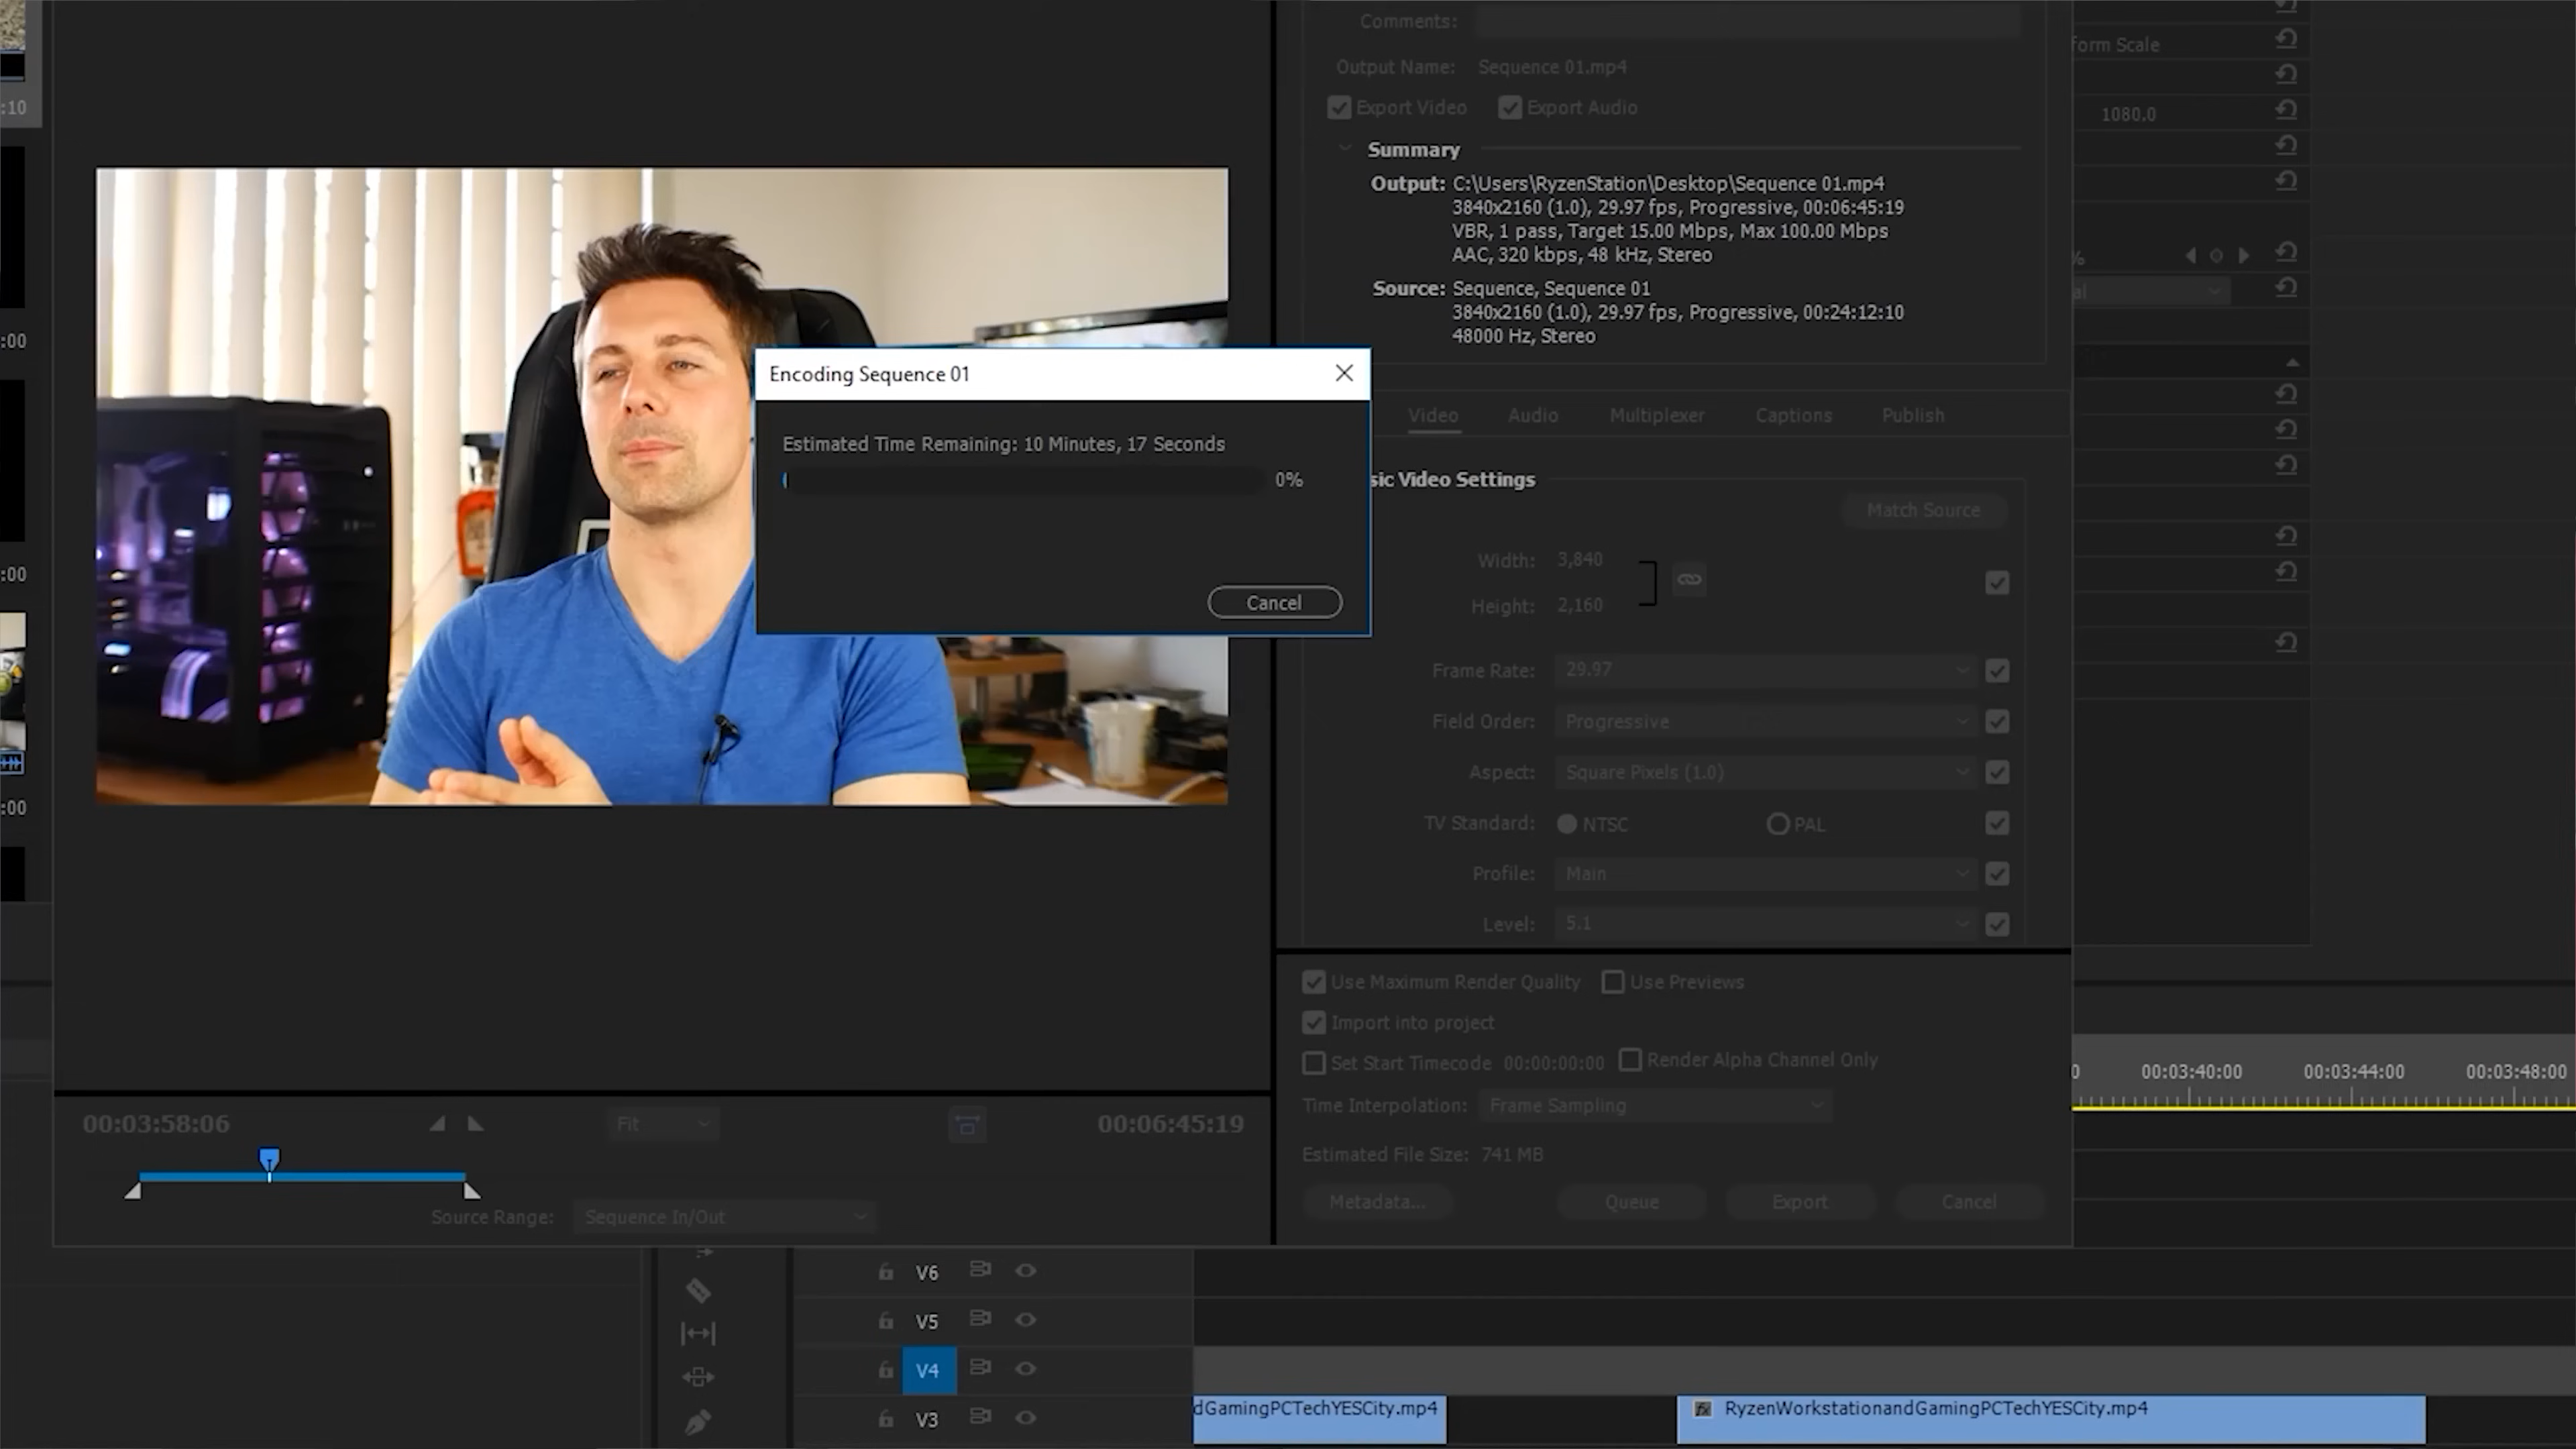 Comments:
form Scale
Output Name: Sequence 01.mp4
:10
Export Video Export Audio
1080.0
Summary
Output: C:\Users\RyzenStation\Desktop\Sequence 01.mp4
3840x2160 (1.0), 29.97 fps, Progressive, 00:06:45:19
VBR, 1 pass, Target 15.00 Mbps, Max 100.00 Mbps
AAC, 320 kbps, 48 kHz, Stereo
%
Source: Sequence, Sequence 01
al
3840x2160 (1.0), 29.97 fps, Progressive, 00:24:12:10
48000 Hz, Stereo
:00
Encoding Sequence 01
Video Audio Multiplexer Captions Publish
Estimated Time Remaining: 10 Minutes, 17 Seconds
0%
sic Video Settings
Match Source
Width: 3,840
:00
Cancel
Height: 2,160
Frame Rate: 29.97
Field Order: Progressive
Aspect: Square Pixels (1.0)
:00
TV Standard: NTSC PAL
Profile: Main
Level: 5.1
Use Maximum Render Quality Use Previews
Import into project
Set Start Timecode 00:00:00:00 Render Alpha Channel Only
0 00:03:40:00 00:03:44:00 00:03:48:00
Time Interpolation: Frame Sampling
00:03:58:06 Fit 00:06:45:19
Estimated File Size: 741 MB
Metadata... Queue Export Cancel
Source Range: Sequence In/Out
V6
V5
V4
V3
dGamingPCTechYESCity.mp4
fx RyzenWorkstationandGamingPCTechYESCity.mp4